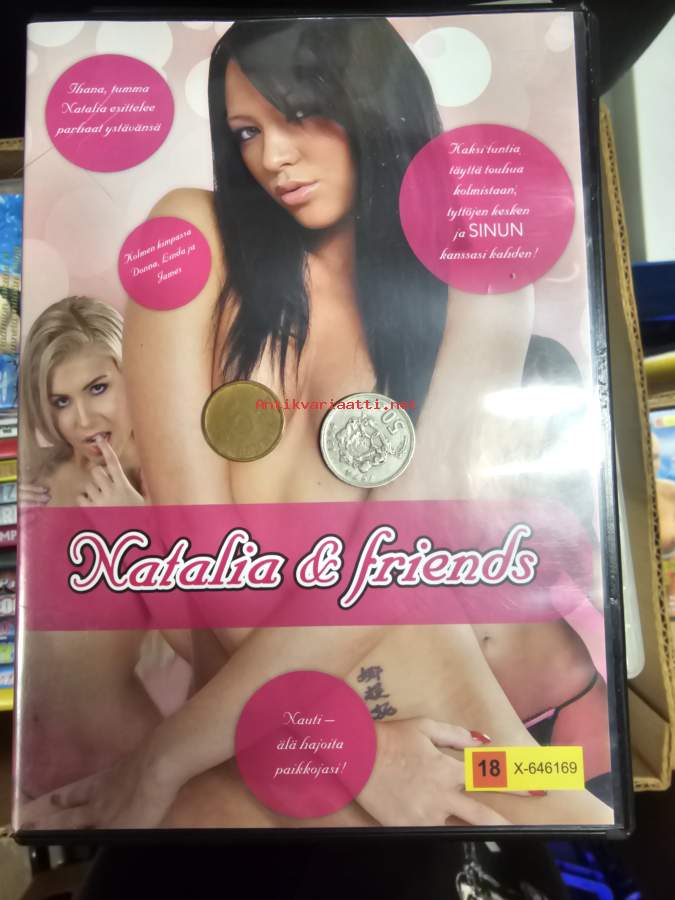 Ihana, tumma
Natalia esittelee
parhaat ystävänsä
Kaksi tuntia
täyttä touhua
kolmistaan,
tyttöjen kesken
ja SINUN
kanssasi kahden!
Kolmen kimpassa
Donna, Linda ja
James
Antikvariaatti.net
50
Natalia & friends
Nauti –
älä hajoita
paikkojasi!
18 X-646169